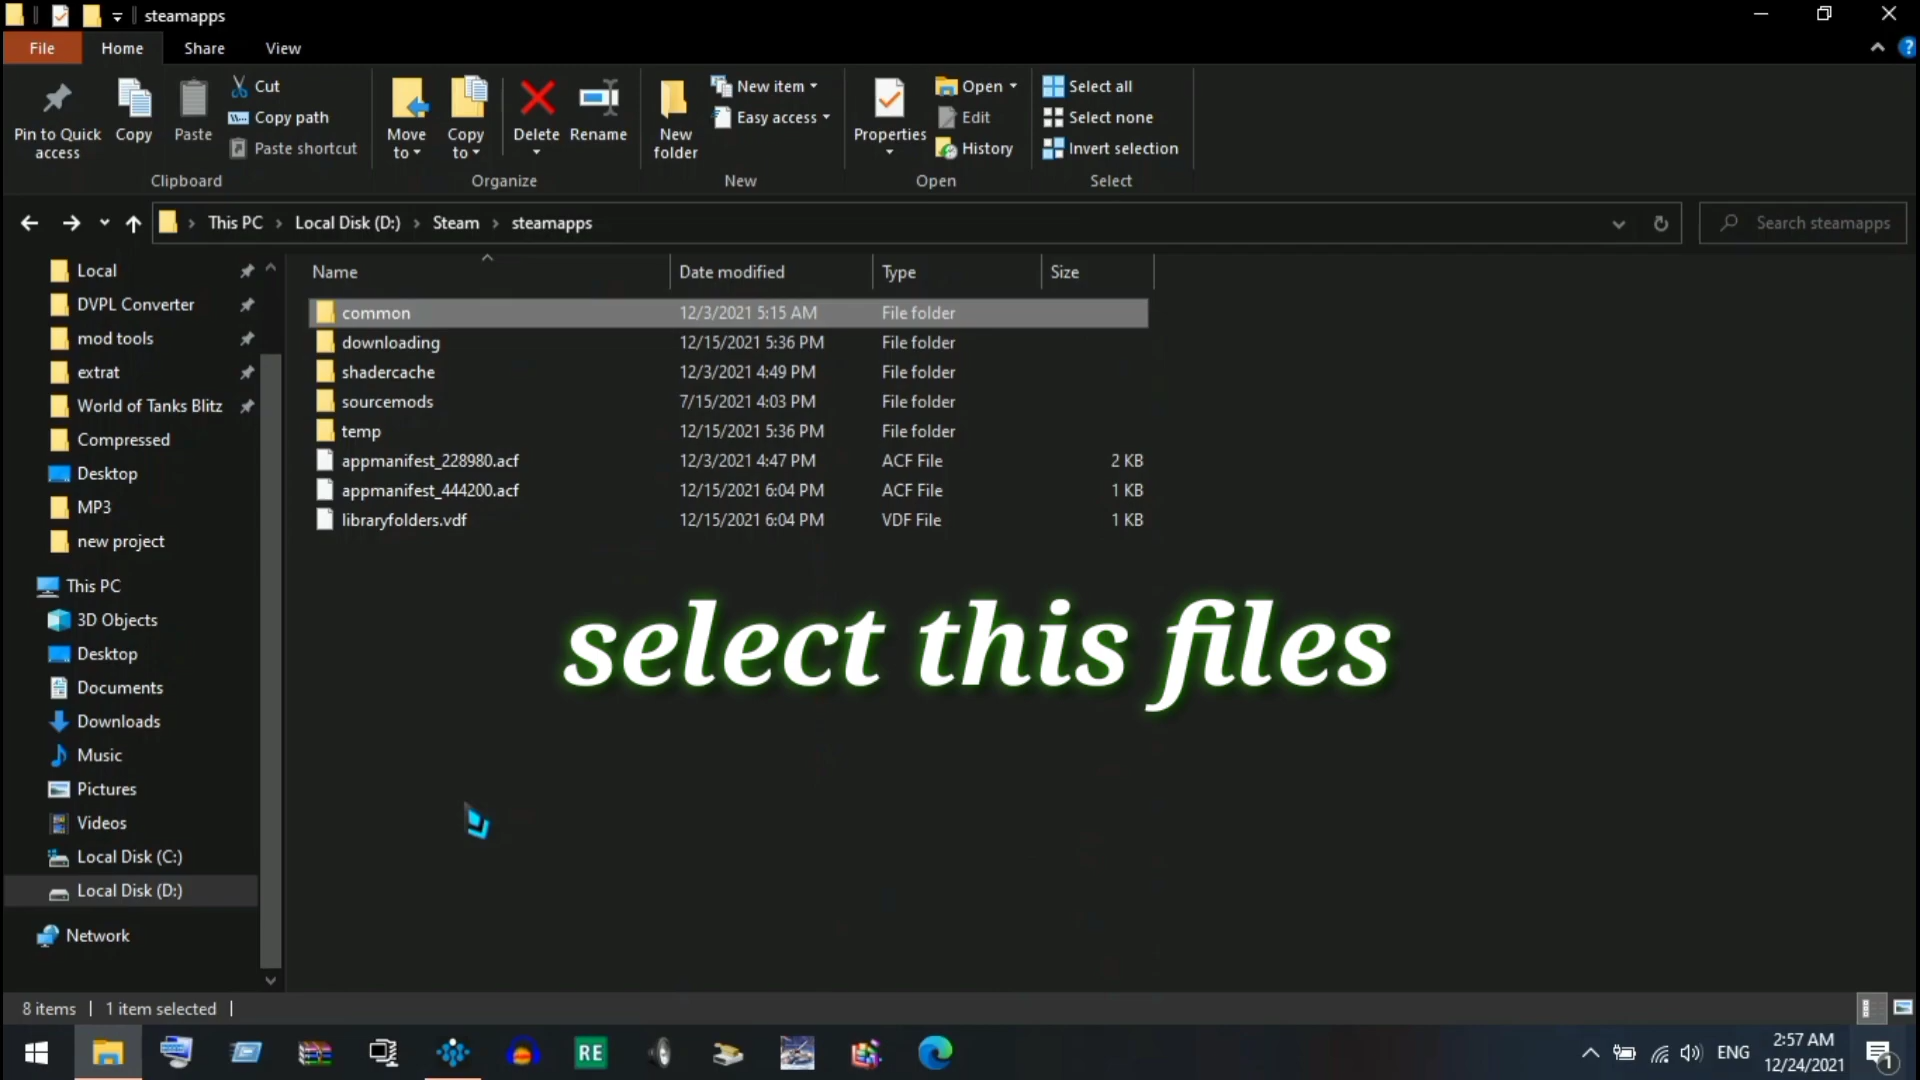 steamapps
File Home Share View
Pin to Quick access
Copy
Paste
Cut
Copy path
Paste shortcut
Move to
Copy to
Delete
Rename
New folder
New item
Easy access
Properties
Open
Edit
History
Select all
Select none
Invert selection
Clipboard Organize New Open Select
This PC Local Disk (D:) Steam steamapps
Search steamapps
Local
DVPL Converter
mod tools
extrat
World of Tanks Blitz
Compressed
Desktop
MP3
new project
This PC
3D Objects
Desktop
Documents
Downloads
Music
Pictures
Videos
Local Disk (C:)
Local Disk (D:)
Network
Name Date modified Type Size
common 12/3/2021 5:15 AM File folder
downloading 12/15/2021 5:36 PM File folder
shadercache 12/3/2021 4:49 PM File folder
sourcemods 7/15/2021 4:03 PM File folder
temp 12/15/2021 5:36 PM File folder
appmanifest_228980.acf 12/3/2021 4:47 PM ACF File 2 KB
appmanifest_444200.acf 12/15/2021 6:04 PM ACF File 1 KB
libraryfolders.vdf 12/15/2021 6:04 PM VDF File 1 KB
select this files
8 items 1 item selected
RE
ENG
2:57 AM
12/24/2021
1